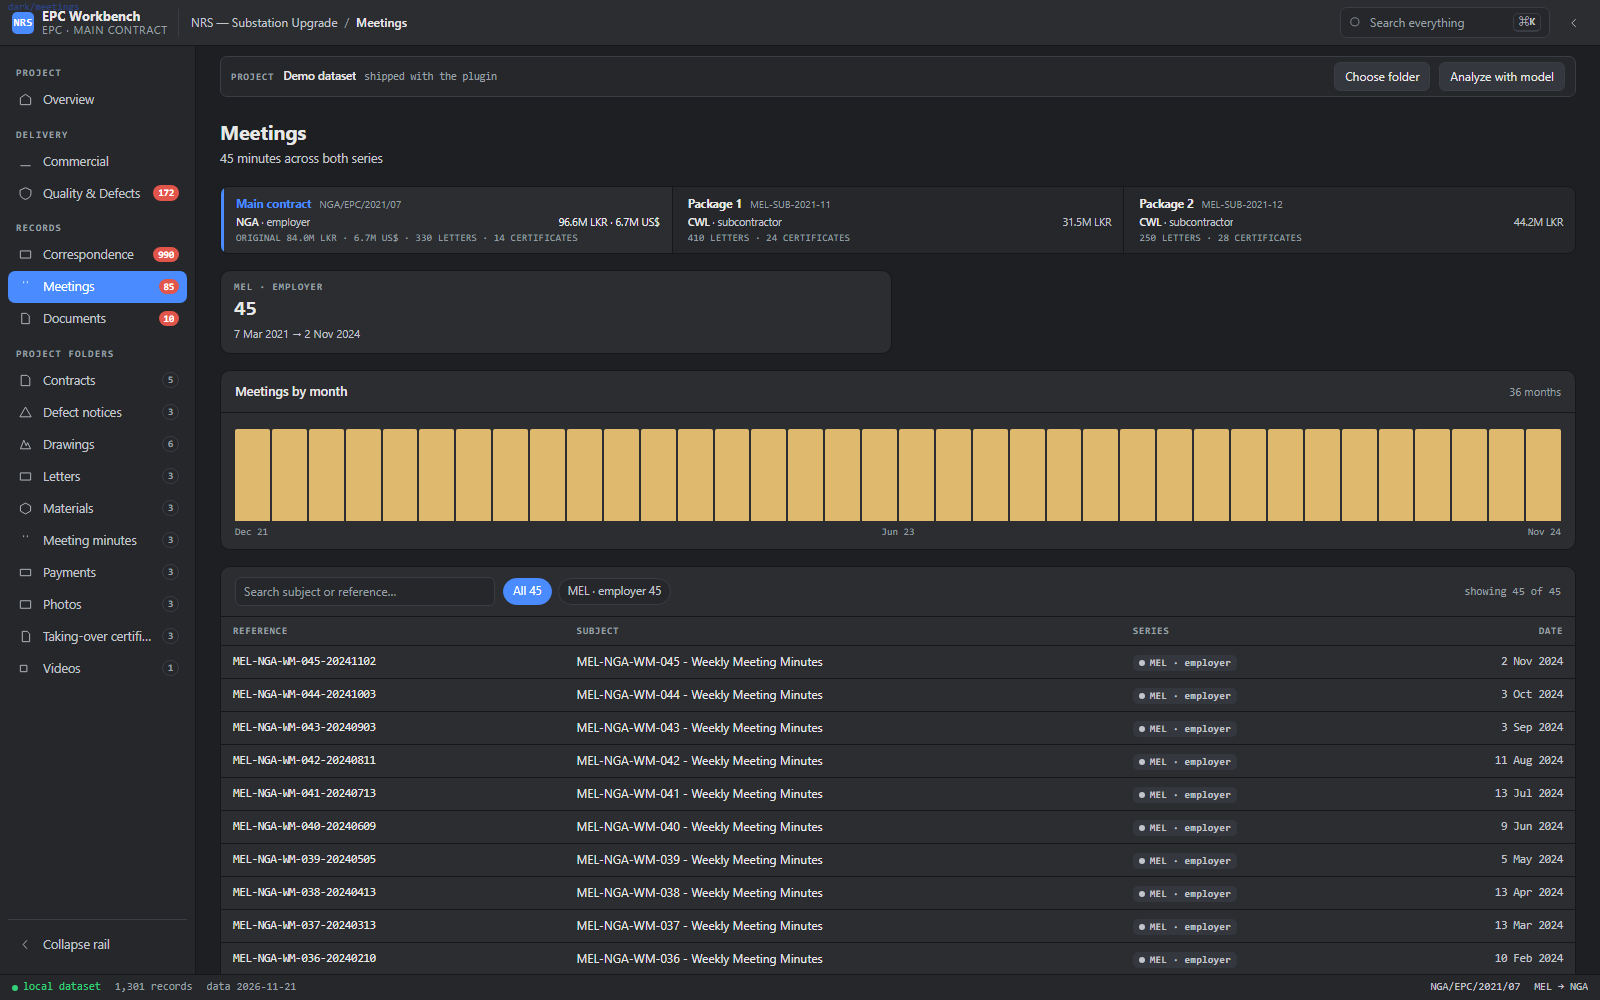 dark/meetings
NRS
EPC Workbench
EPC · MAIN CONTRACT
NRS — Substation Upgrade / Meetings
Search everything
⌘K
PROJECT
Overview
DELIVERY
Commercial
Quality & Defects 172
RECORDS
Correspondence 990
Meetings 85
Documents 10
PROJECT FOLDERS
Contracts 5
Defect notices 3
Drawings 6
Letters 3
Materials 3
Meeting minutes 3
Payments 3
Photos 3
Taking-over certifi... 3
Videos 1
Collapse rail
PROJECT Demo dataset shipped with the plugin
Choose folder
Analyze with model
Meetings
45 minutes across both series
Main contract NGA/EPC/2021/07
NGA · employer 96.6M LKR · 6.7M US$
ORIGINAL 84.0M LKR · 6.7M US$ · 330 LETTERS · 14 CERTIFICATES
Package 1 MEL-SUB-2021-11
CWL · subcontractor 31.5M LKR
410 LETTERS · 24 CERTIFICATES
Package 2 MEL-SUB-2021-12
CWL · subcontractor 44.2M LKR
250 LETTERS · 28 CERTIFICATES
MEL · EMPLOYER
45
7 Mar 2021 → 2 Nov 2024
Meetings by month 36 months
Dec 21 Jun 23 Nov 24
Search subject or reference... All 45 MEL · employer 45 showing 45 of 45
REFERENCE SUBJECT SERIES DATE
MEL-NGA-WM-045-20241102 MEL-NGA-WM-045 - Weekly Meeting Minutes MEL · employer 2 Nov 2024
MEL-NGA-WM-044-20241003 MEL-NGA-WM-044 - Weekly Meeting Minutes MEL · employer 3 Oct 2024
MEL-NGA-WM-043-20240903 MEL-NGA-WM-043 - Weekly Meeting Minutes MEL · employer 3 Sep 2024
MEL-NGA-WM-042-20240811 MEL-NGA-WM-042 - Weekly Meeting Minutes MEL · employer 11 Aug 2024
MEL-NGA-WM-041-20240713 MEL-NGA-WM-041 - Weekly Meeting Minutes MEL · employer 13 Jul 2024
MEL-NGA-WM-040-20240609 MEL-NGA-WM-040 - Weekly Meeting Minutes MEL · employer 9 Jun 2024
MEL-NGA-WM-039-20240505 MEL-NGA-WM-039 - Weekly Meeting Minutes MEL · employer 5 May 2024
MEL-NGA-WM-038-20240413 MEL-NGA-WM-038 - Weekly Meeting Minutes MEL · employer 13 Apr 2024
MEL-NGA-WM-037-20240313 MEL-NGA-WM-037 - Weekly Meeting Minutes MEL · employer 13 Mar 2024
MEL-NGA-WM-036-20240210 MEL-NGA-WM-036 - Weekly Meeting Minutes MEL · employer 10 Feb 2024
local dataset 1,301 records data 2026-11-21 NGA/EPC/2021/07 MEL → NGA